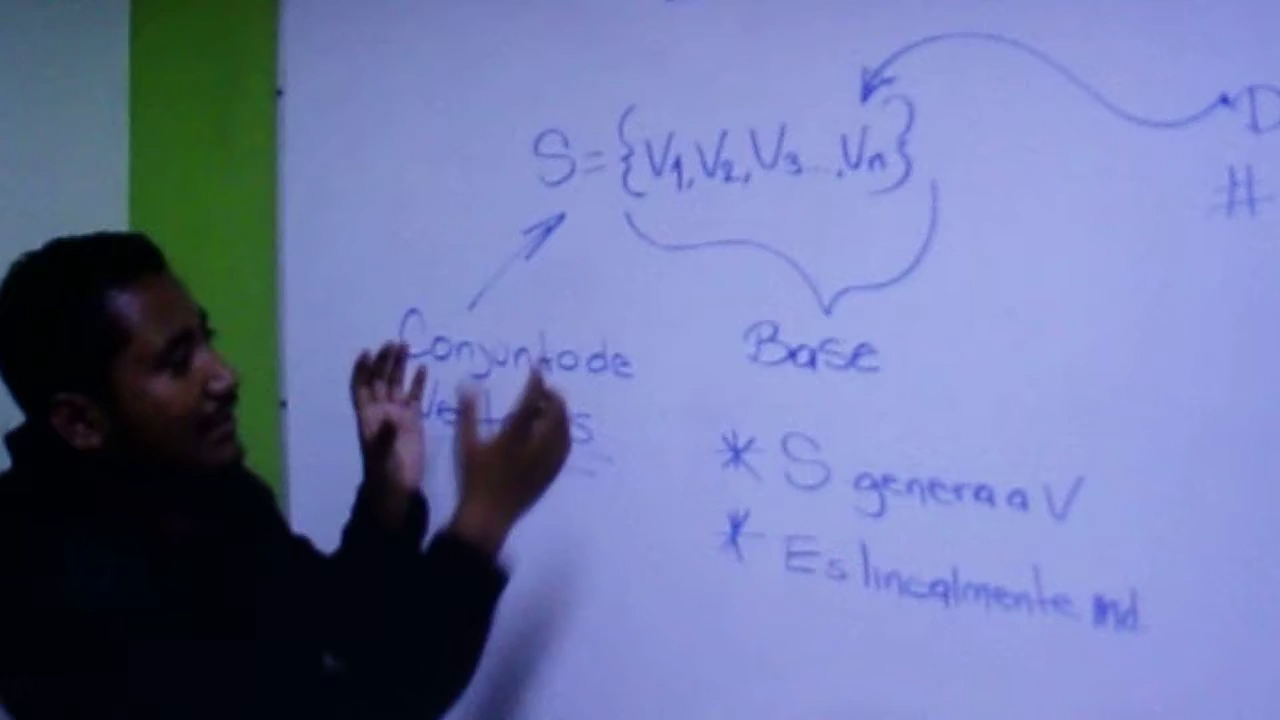 D
S={V1,V2,V3...,Vn}
#
Conjunto de
Base
* S genera a V
* Es linealmente ind.